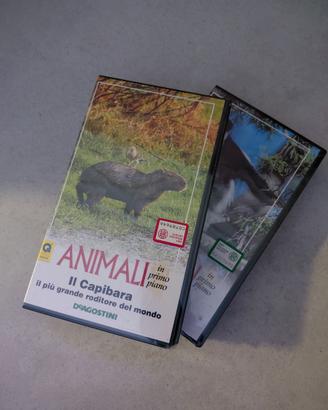 ANIMALI in
primo
piano
Il Capibara
il più grande roditore del mondo
DeAGOSTINI
in
primo
piano